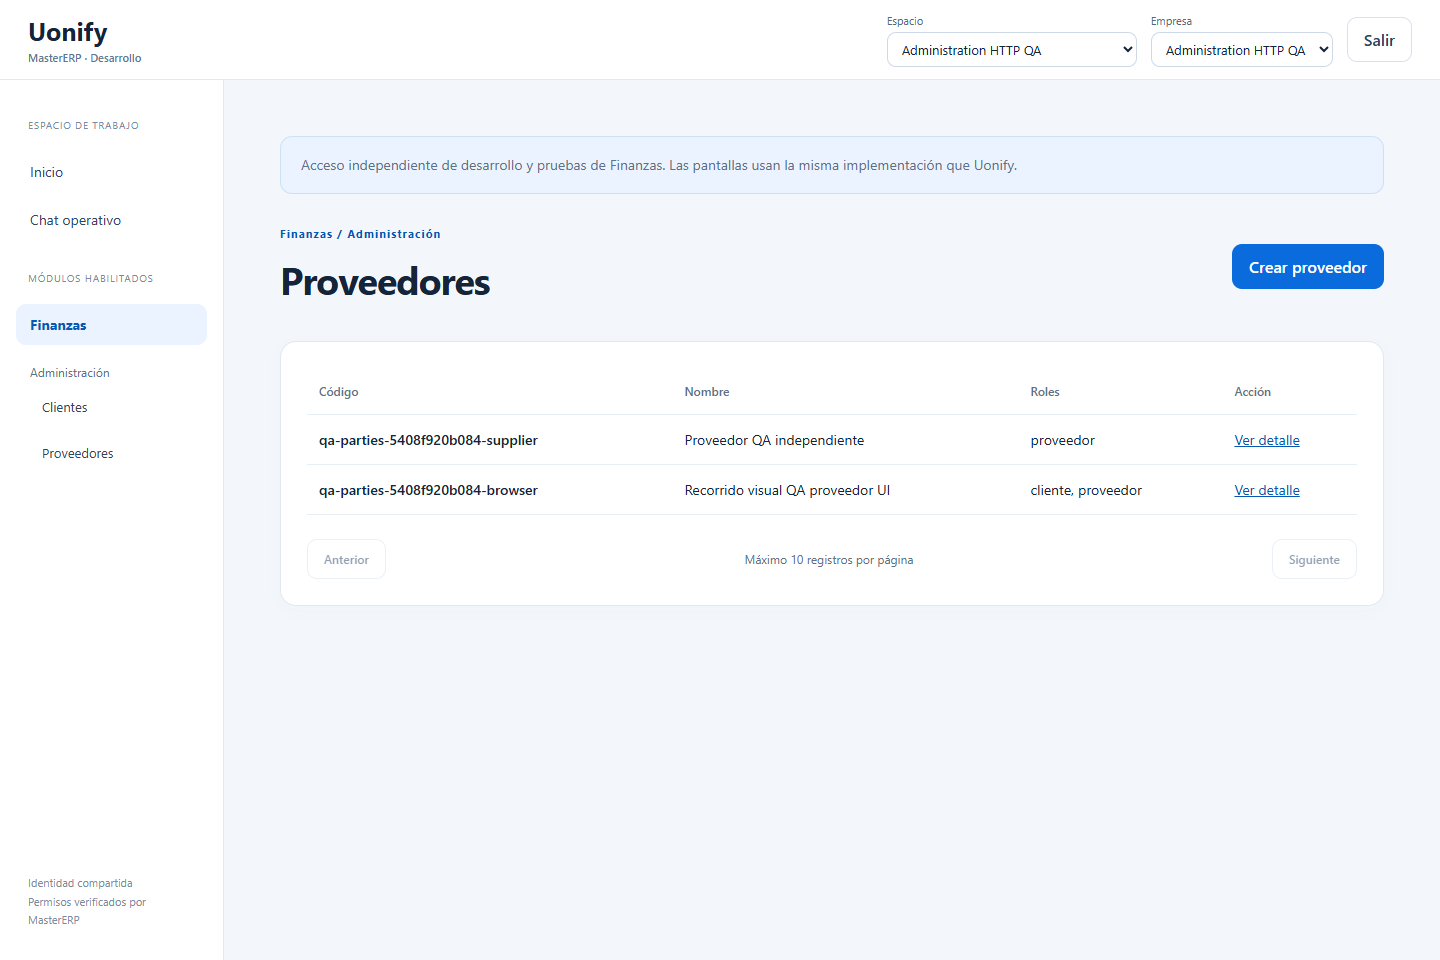 Uonify
MasterERP · Desarrollo
Espacio
Administration HTTP QA
Empresa
Administration HTTP QA
Salir
ESPACIO DE TRABAJO
Inicio
Chat operativo
MÓDULOS HABILITADOS
Finanzas
Administración
Clientes
Proveedores
Identidad compartida
Permisos verificados por
MasterERP
Acceso independiente de desarrollo y pruebas de Finanzas. Las pantallas usan la misma implementación que Uonify.
Finanzas / Administración
Proveedores
Crear proveedor
Código Nombre Roles Acción
qa-parties-5408f920b084-supplier Proveedor QA independiente proveedor Ver detalle
qa-parties-5408f920b084-browser Recorrido visual QA proveedor UI cliente, proveedor Ver detalle
Anterior Máximo 10 registros por página Siguiente